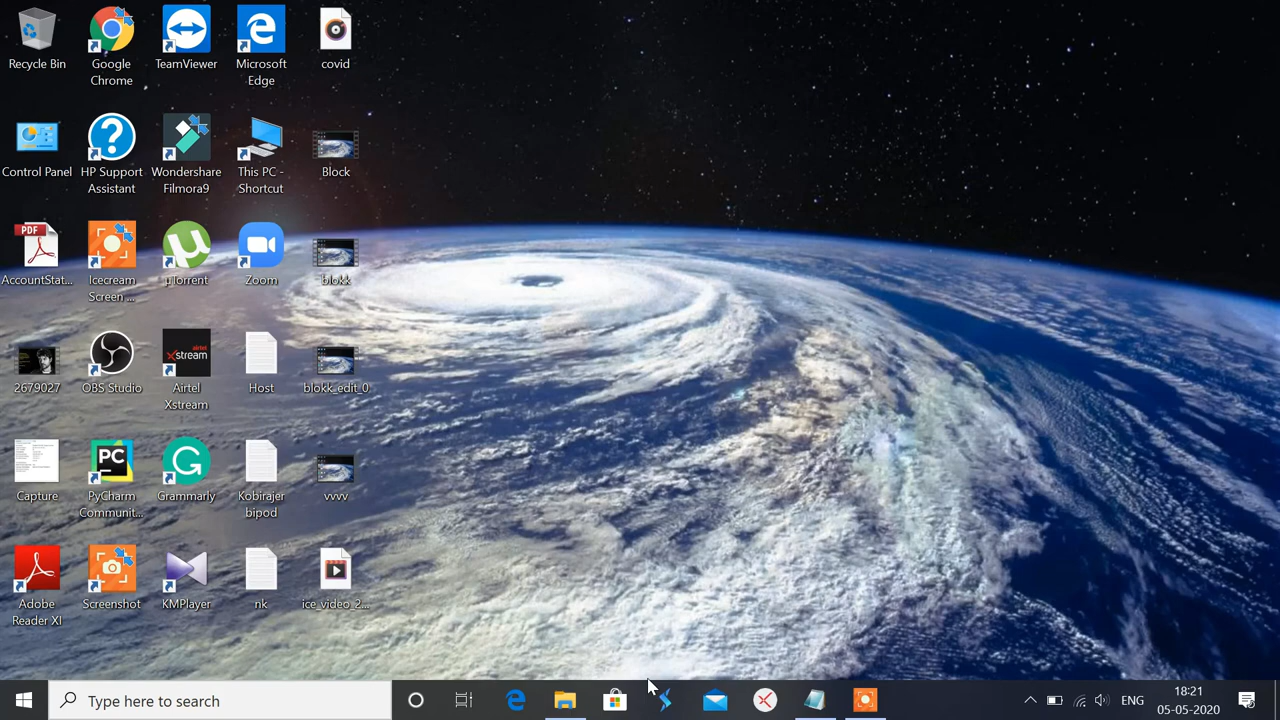 Recycle Bin
Google
Chrome
TeamViewer
Microsoft
Edge
covid
Control Panel
HP Support
Assistant
Wondershare
Filmora9
This PC -
Shortcut
Block
PDF
AccountStat...
Icecream
Screen ...
µTorrent
Zoom
blokk
2679027
OBS Studio
airtel
Xstream
Airtel
Xstream
Host
blokk_edit_0
Capture
PC
PyCharm
Communit...
Grammarly
Kobirajer
bipod
vvvv
Adobe
Reader XI
Screenshot
KMPlayer
nk
ice_video_2...
Type here to search
ENG
18:21
05-05-2020